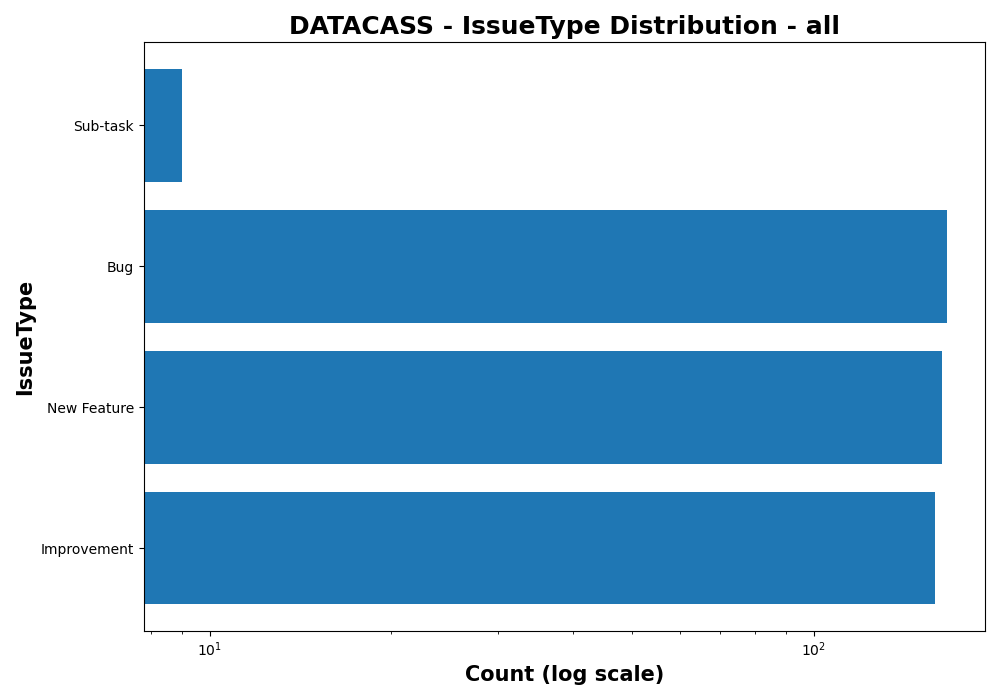 DATACASS - IssueType Distribution - all
Sub-task
Bug
New Feature
Improvement
IssueType
10¹
10²
Count (log scale)